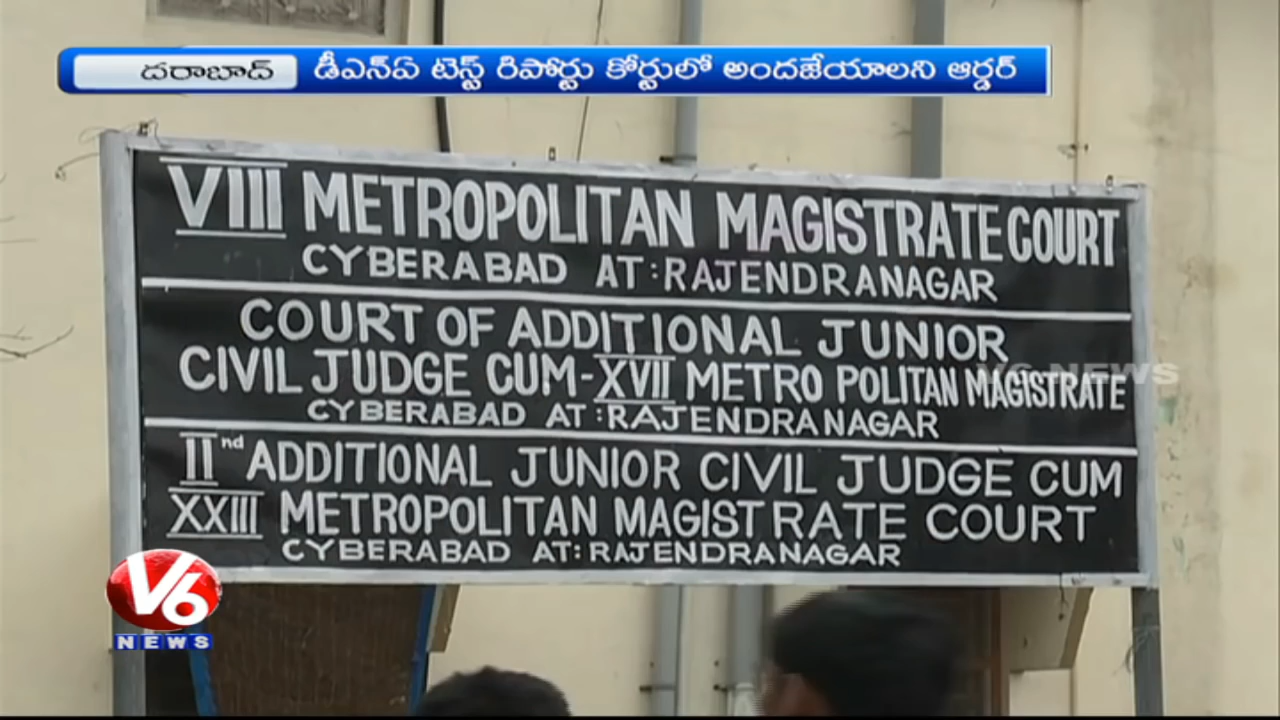 దరాబాద్ డీఎన్ఏ టెస్ట్ రిపోర్టు కోర్టులో అందజేయాలని ఆర్డర్
VIII METROPOLITAN MAGISTRATE COURT
CYBERABAD AT: RAJENDRANAGAR
COURT OF ADDITIONAL JUNIOR
CIVIL JUDGE CUM-XVII METRO POLITAN MAGISTRATE
CYBERABAD AT: RAJENDRANAGAR
IInd ADDITIONAL JUNIOR CIVIL JUDGE CUM
XXIII METROPOLITAN MAGISTRATE COURT
CYBERABAD AT: RAJENDRANAGAR
V6 NEWS
V6
NEWS